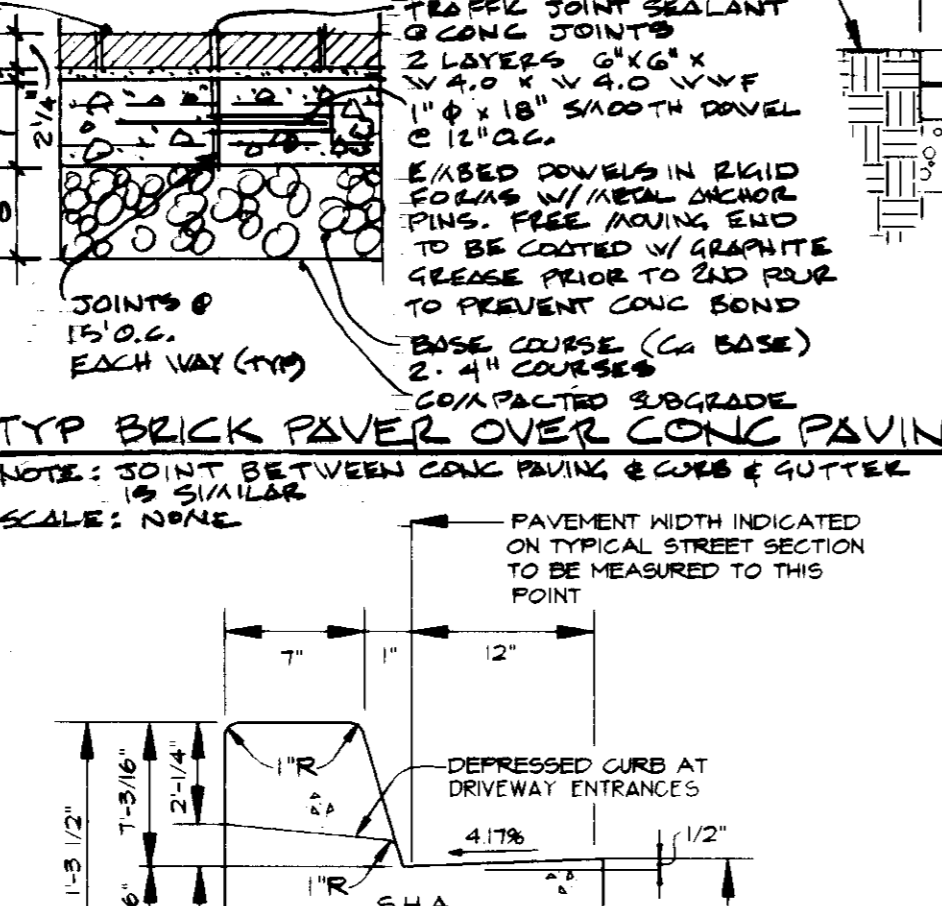 TRAFFIC JOINT SEALANT
@ CONC JOINTS
2 LAYERS 6"X6" X
W 4.0 X W 4.0 WWF
1" φ x 18" SMOOTH DOWEL
@ 12" O.C.
EMBED DOWELS IN RIGID
FORMS W/ METAL ANCHOR
PINS. FREE MOVING END
TO BE COATED W/ GRAPHITE
GREASE PRIOR TO 2ND POUR
TO PREVENT CONC BOND
BASE COURSE (CA BASE)
2 - 4" COURSES
COMPACTED SUBGRADE
2 1/4"
JOINTS @
15' O.C.
EACH WAY (TYP)
TYP BRICK PAVER OVER CONC PAVIN
NOTE: JOINT BETWEEN CONC PAVING & CURB & GUTTER
IS SIMILAR
SCALE: NONE
PAVEMENT WIDTH INDICATED
ON TYPICAL STREET SECTION
TO BE MEASURED TO THIS
POINT
7" 1" 12"
1"R
DEPRESSED CURB AT
DRIVEWAY ENTRANCES
4.17%
1/2"
1'-3 1/2"
7'-3/16"
2'-1/4"
6"
1"R